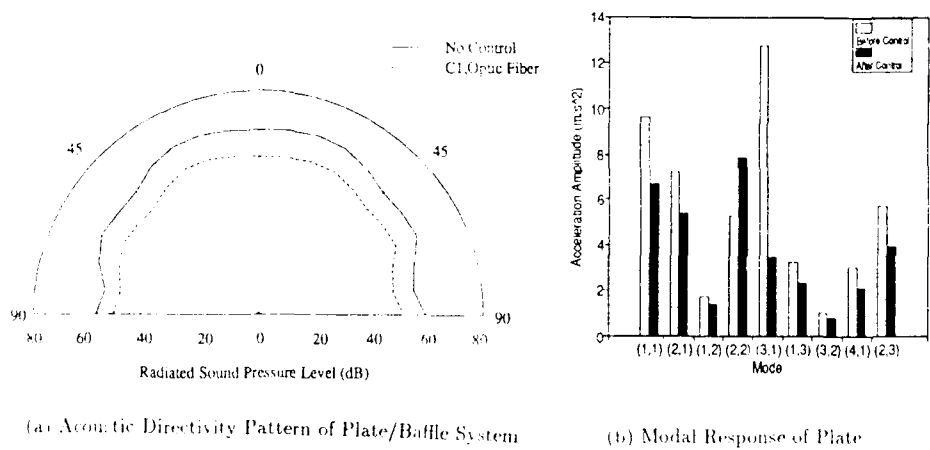 No Control
C1,Optic Fiber
0
45
45
90
90
80
60
40
20
0
20
40
60
80
Radiated Sound Pressure Level (dB)
(a) Acoustic Directivity Pattern of Plate/Baffle System
14
12
10
8
6
4
2
0
Acceleration Amplitude (m/s^2)
Before Control
After Control
(1,1) (2,1) (1,2) (2,2) (3,1) (1,3) (3,2) (4,1) (2,3)
Mode
(b) Modal Response of Plate